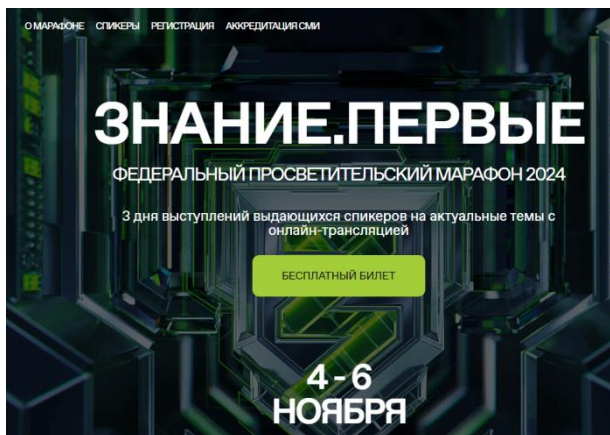 О МАРАФОНЕ СПИКЕРЫ РЕГИСТРАЦИЯ АККРЕДИТАЦИЯ СМИ
ЗНАНИЕ.ПЕРВЫЕ
ФЕДЕРАЛЬНЫЙ ПРОСВЕТИТЕЛЬСКИЙ МАРАФОН 2024
3 дня выступлений выдающихся спикеров на актуальные темы с
онлайн-трансляцией
БЕСПЛАТНЫЙ БИЛЕТ
4 - 6
НОЯБРЯ